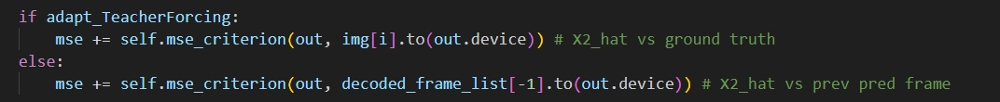 if adapt_TeacherForcing:
    mse += self.mse_criterion(out, img[i].to(out.device)) # X2_hat vs ground truth
else:
    mse += self.mse_criterion(out, decoded_frame_list[-1].to(out.device)) # X2_hat vs prev pred frame